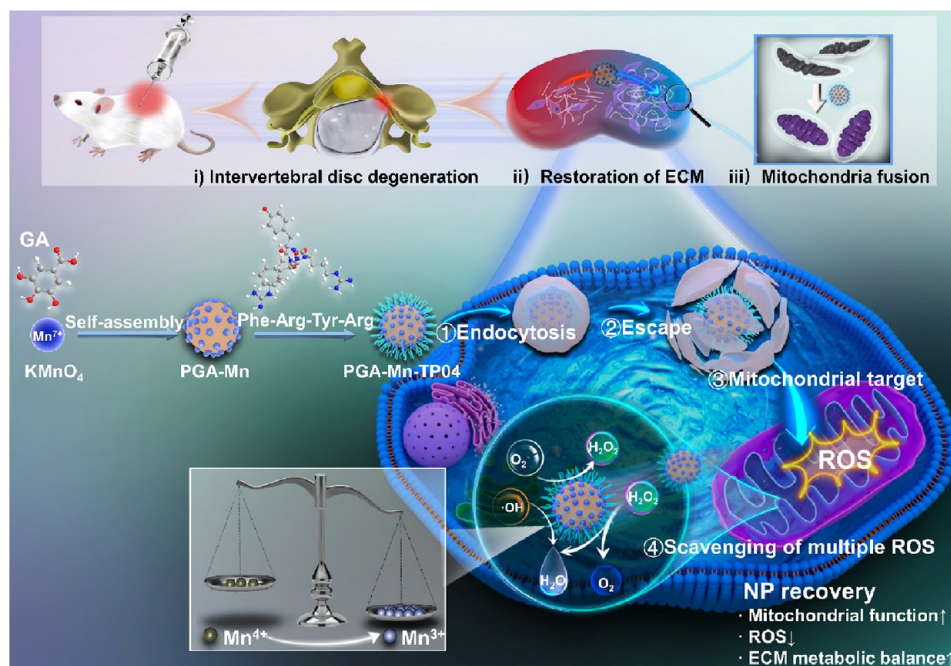 i) Intervertebral disc degeneration
ii) Restoration of ECM
iii) Mitochondria fusion
GA
Mn⁷⁺
KMnO₄
Self-assembly
PGA-Mn
Phe-Arg-Tyr-Arg
PGA-Mn-TP04
①Endocytosis
②Escape
③Mitochondrial target
ROS
O₂
H₂O₂
·OH
H₂O₂
H₂O
O₂
④Scavenging of multiple ROS
Mn⁴⁺
Mn³⁺
NP recovery
· Mitochondrial function↑
· ROS↓
· ECM metabolic balance↑